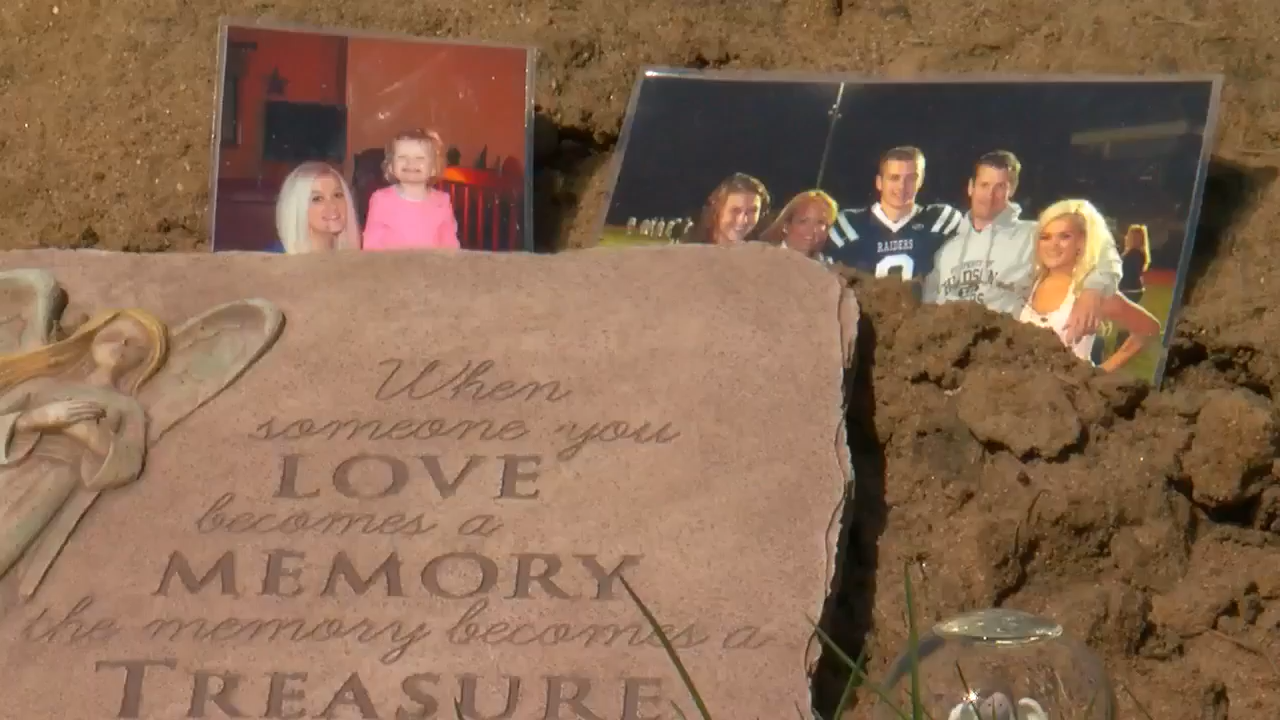 RAIDERS
When
someone you
LOVE
becomes a
MEMORY
the memory becomes a
TREASURE